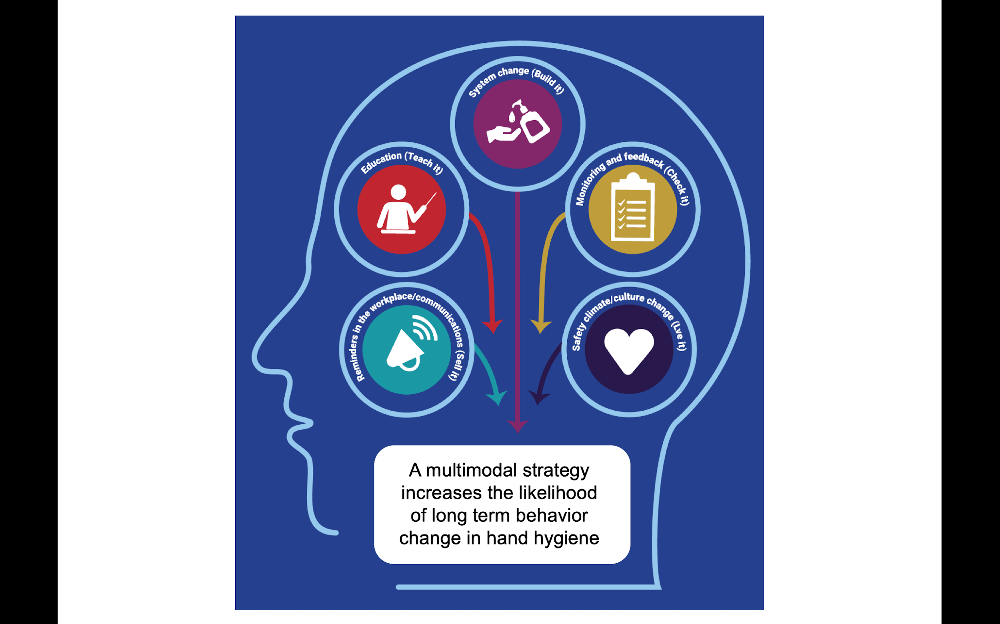 System change (Build it)
Education (Teach it)
Monitoring and feedback (Check it)
Reminders in the workplace/communications (Sell it)
Safety climate/culture change (Lve it)
A multimodal strategy
increases the likelihood
of long term behavior
change in hand hygiene